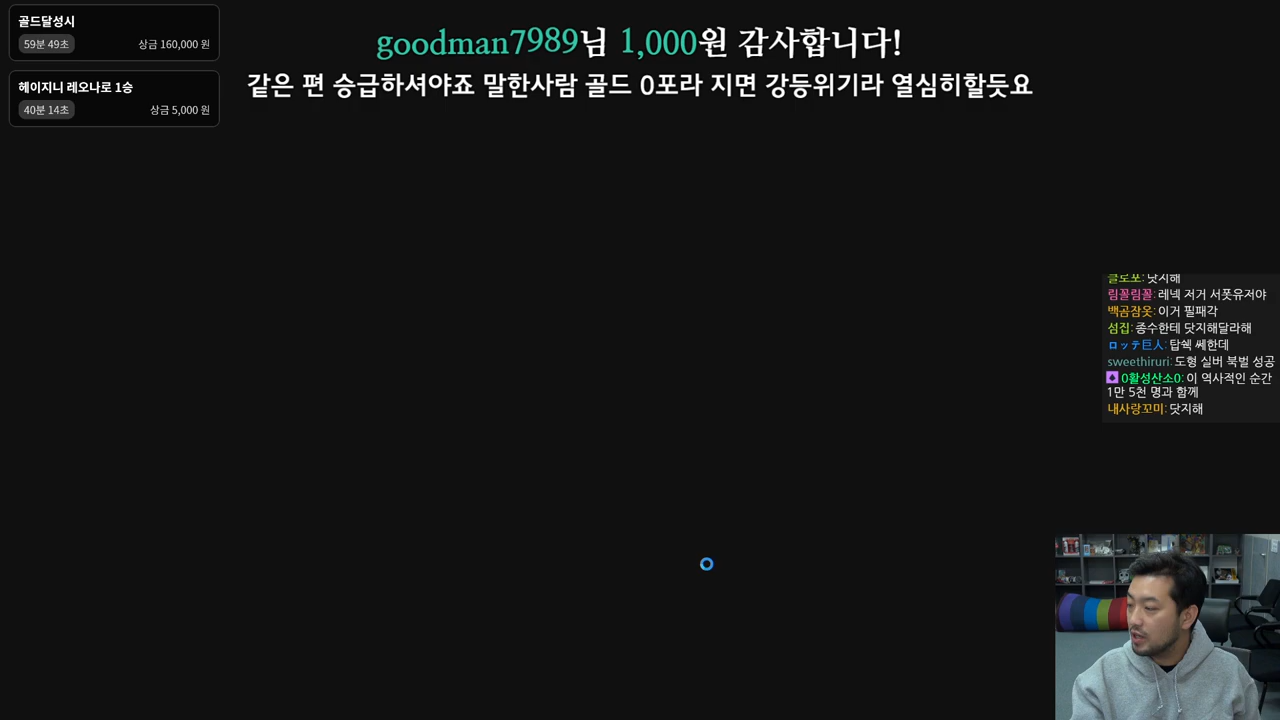 골드달성시
59분 49초 상금 160,000 원
헤이지니 레오나로 1승
40분 14초 상금 5,000 원
goodman7989님 1,000원 감사합니다!
같은 편 승급하셔야죠 말한사람 골드 0포라 지면 강등위기라 열심히할듯요
글로포: 닷지해
림꼴림꼴: 레넥 저거 서폿유저야
백곰잠옷: 이거 필패각
섬집: 종수한테 닷지해달라해
ロッテ巨人: 탑쉑 쎄한데
sweethiruri: 도형 실버 북벌 성공
0활성산소0: 이 역사적인 순간
1만 5천 명과 함께
내사랑꼬미: 닷지해